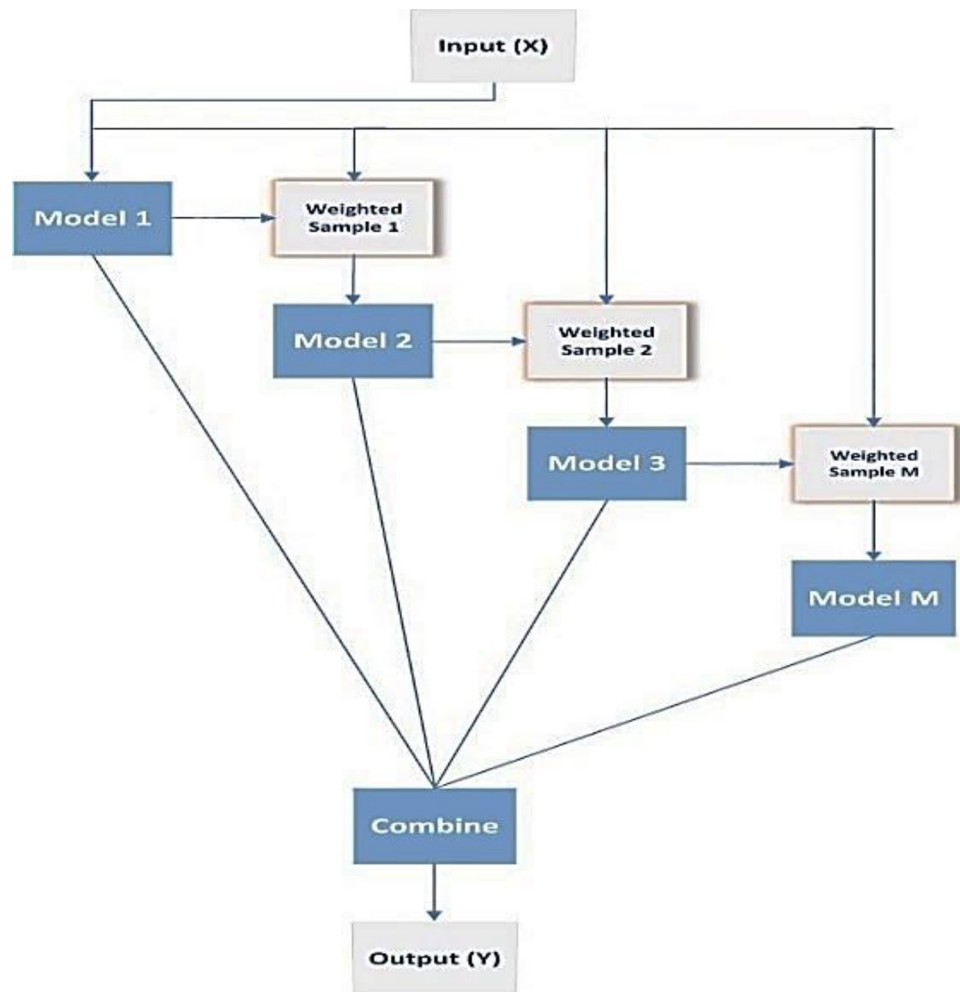 Input (X)
Model 1
Weighted
Sample 1
Model 2
Weighted
Sample 2
Model 3
Weighted
Sample M
Model M
Combine
Output (Y)